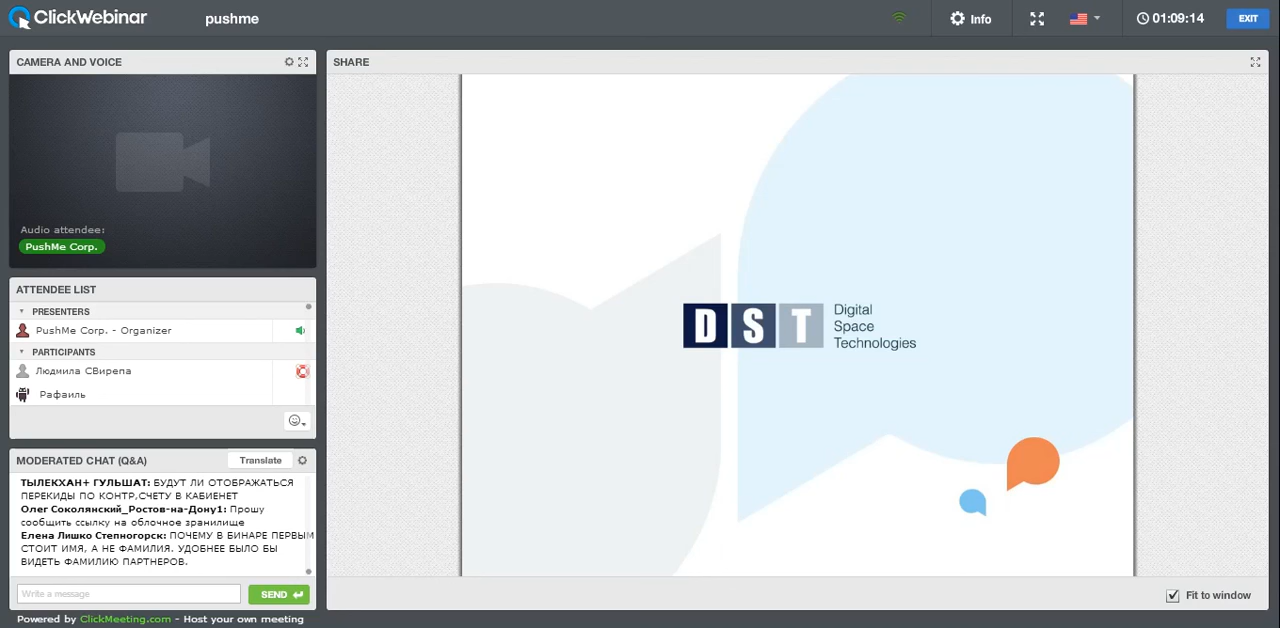 ClickWebinar pushme Info 01:09:14 EXIT
CAMERA AND VOICE
Audio attendee:
PushMe Corp.
ATTENDEE LIST
PRESENTERS
PushMe Corp. - Organizer
PARTICIPANTS
Людмила СВирепа
Рафаиль
MODERATED CHAT (Q&A) Translate
ТЫЛЕКХАН+ ГУЛЬШАТ: БУДУТ ЛИ ОТОБРАЖАТЬСЯ
ПЕРЕКИДЫ ПО КОНТР,СЧЕТУ В КАБИЕНЕТ
Олег Соколянский_Ростов-на-Дону1: Прошу
сообщить ссылку на облочное зранилище
Елена Лишко Степногорск: ПОЧЕМУ В БИНАРЕ ПЕРВЫМ
СТОИТ ИМЯ, А НЕ ФАМИЛИЯ. УДОБНЕЕ БЫЛО БЫ
ВИДЕТЬ ФАМИЛИЮ ПАРТНЕРОВ.
Write a message SEND
Powered by ClickMeeting.com - Host your own meeting
SHARE
DST
Digital
Space
Technologies
Fit to window